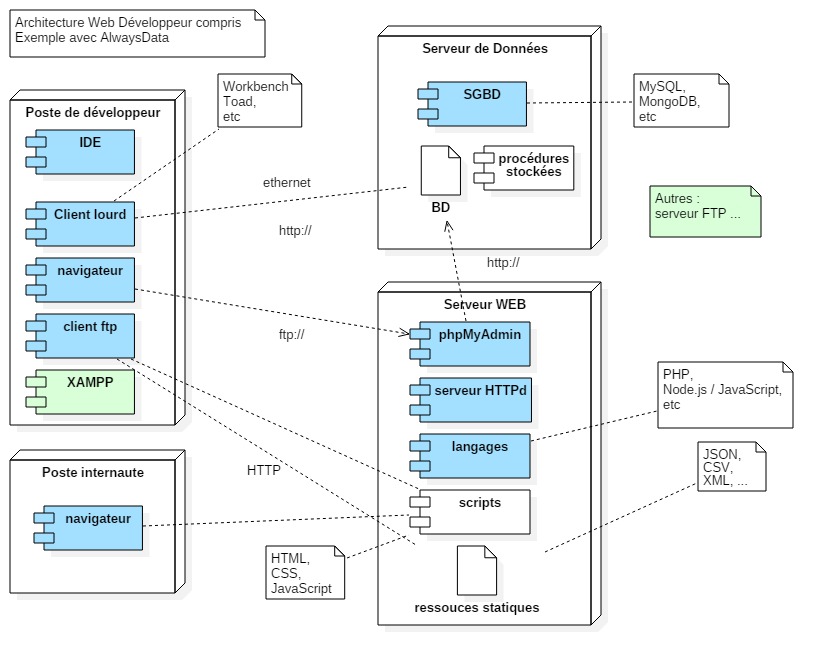 Architecture Web Développeur compris
Exemple avec AlwaysData
Poste de développeur
IDE
Client lourd
navigateur
client ftp
XAMPP
Workbench
Toad,
etc
Poste internaute
navigateur
ethernet
http://
ftp://
HTTP
http://
Serveur de Données
SGBD
procédures
stockées
BD
MySQL,
MongoDB,
etc
Autres :
serveur FTP ...
Serveur WEB
phpMyAdmin
serveur HTTPd
langages
scripts
ressouces statiques
PHP,
Node.js / JavaScript,
etc
JSON,
CSV,
XML, ...
HTML,
CSS,
JavaScript